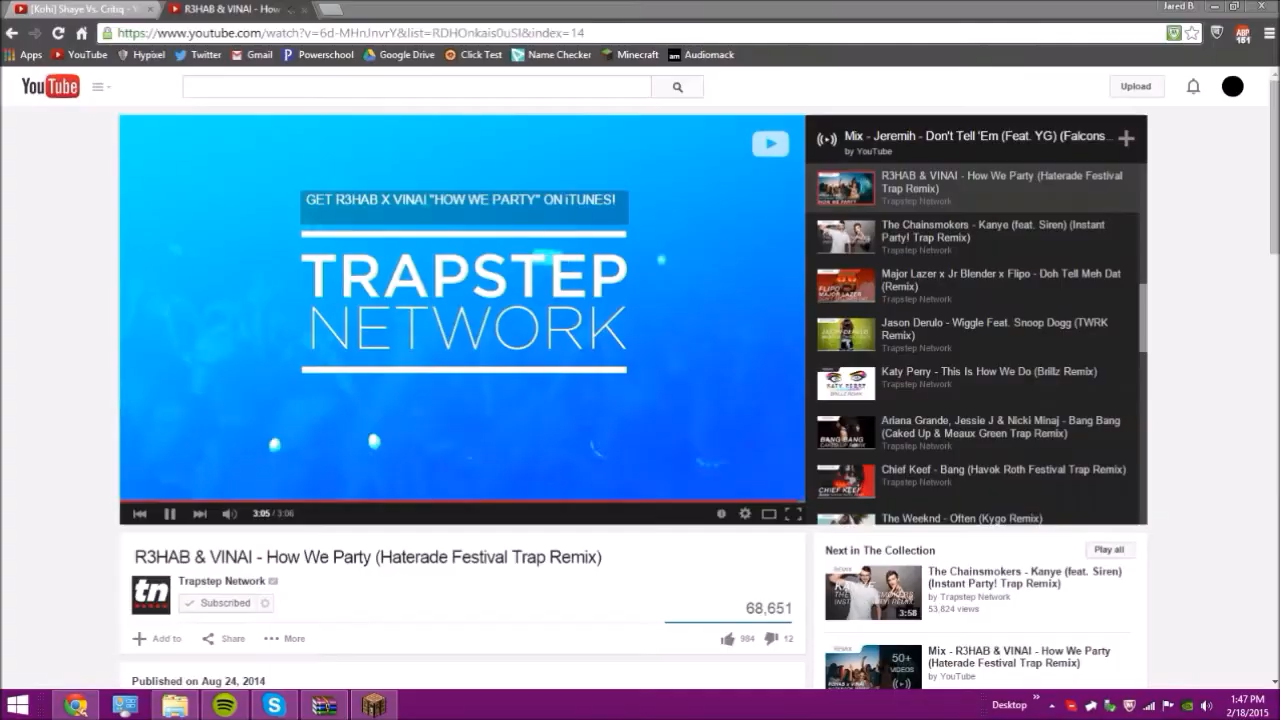 [Kohi] Shaye Vs. Critiq - Y
R3HAB & VINAI - How
Jared B.
https://www.youtube.com/watch?v=6d-MHnJnvrY&list=RDHOnkais0uSI&index=14
ABP
161
Apps YouTube Hypixel Twitter Gmail Powerschool Google Drive Click Test Name Checker Minecraft am Audiomack
YouTube
Upload
GET R3HAB X VINAI "HOW WE PARTY" ON iTUNES!
TRAPSTEP
NETWORK
3:05 / 3:06
Mix - Jeremih - Don't Tell 'Em (Feat. YG) (Falcons...
by YouTube
R3HAB & VINAI - How We Party (Haterade Festival
Trap Remix)
Trapstep Network
The Chainsmokers - Kanye (feat. Siren) (Instant
Party! Trap Remix)
Trapstep Network
Major Lazer x Jr Blender x Flipo - Doh Tell Meh Dat
(Remix)
Trapstep Network
Jason Derulo - Wiggle Feat. Snoop Dogg (TWRK
Remix)
Trapstep Network
Katy Perry - This Is How We Do (Brillz Remix)
Trapstep Network
Ariana Grande, Jessie J & Nicki Minaj - Bang Bang
(Caked Up & Meaux Green Trap Remix)
Trapstep Network
Chief Keef - Bang (Havok Roth Festival Trap Remix)
Trapstep Network
The Weeknd - Often (Kygo Remix)
R3HAB & VINAI - How We Party (Haterade Festival Trap Remix)
tn
Trapstep Network
Subscribed
68,651
Add to Share More
984 12
Published on Aug 24, 2014
Next in The Collection
Play all
The Chainsmokers - Kanye (feat. Siren)
(Instant Party! Trap Remix)
by Trapstep Network
53,824 views
3:58
Mix - R3HAB & VINAI - How We Party
(Haterade Festival Trap Remix)
by YouTube
50+
VIDEOS
Desktop
1:47 PM
2/18/2015